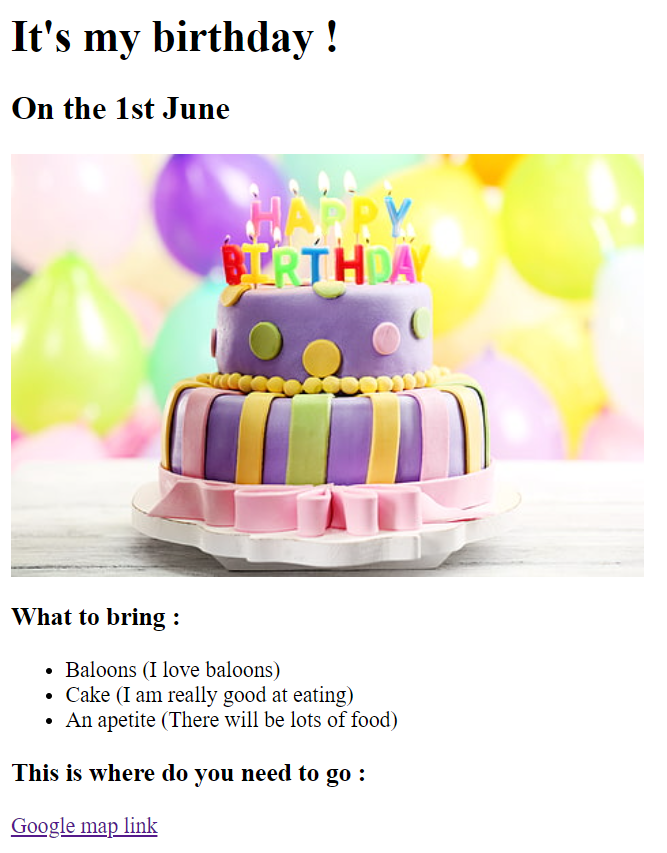 It's my birthday !
On the 1st June
HAPPY
BIRTHDAY
What to bring :
Baloons (I love baloons)
Cake (I am really good at eating)
An apetite (There will be lots of food)
This is where do you need to go :
Google map link